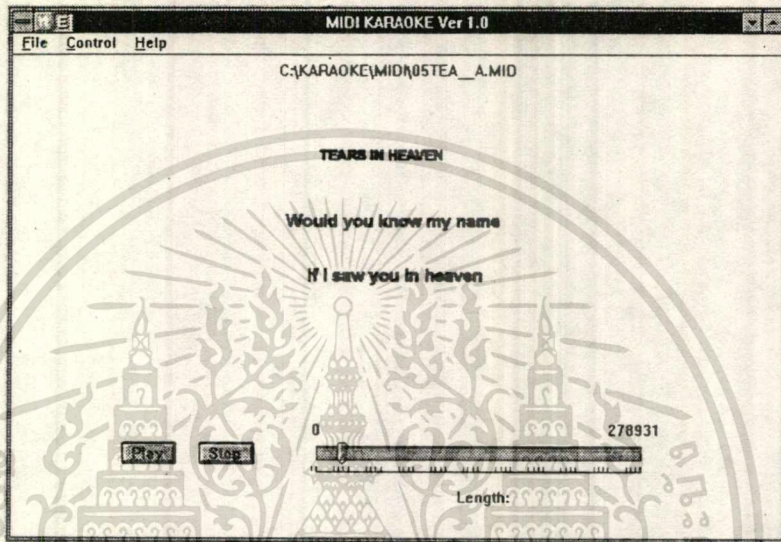 MIDI KARAOKE Ver 1.0
File Control Help
C:\KARAOKE\MIDI\05TEA__A.MID
TEARS IN HEAVEN
Would you know my name
If I saw you in heaven
0 278931
Play Stop
Length: